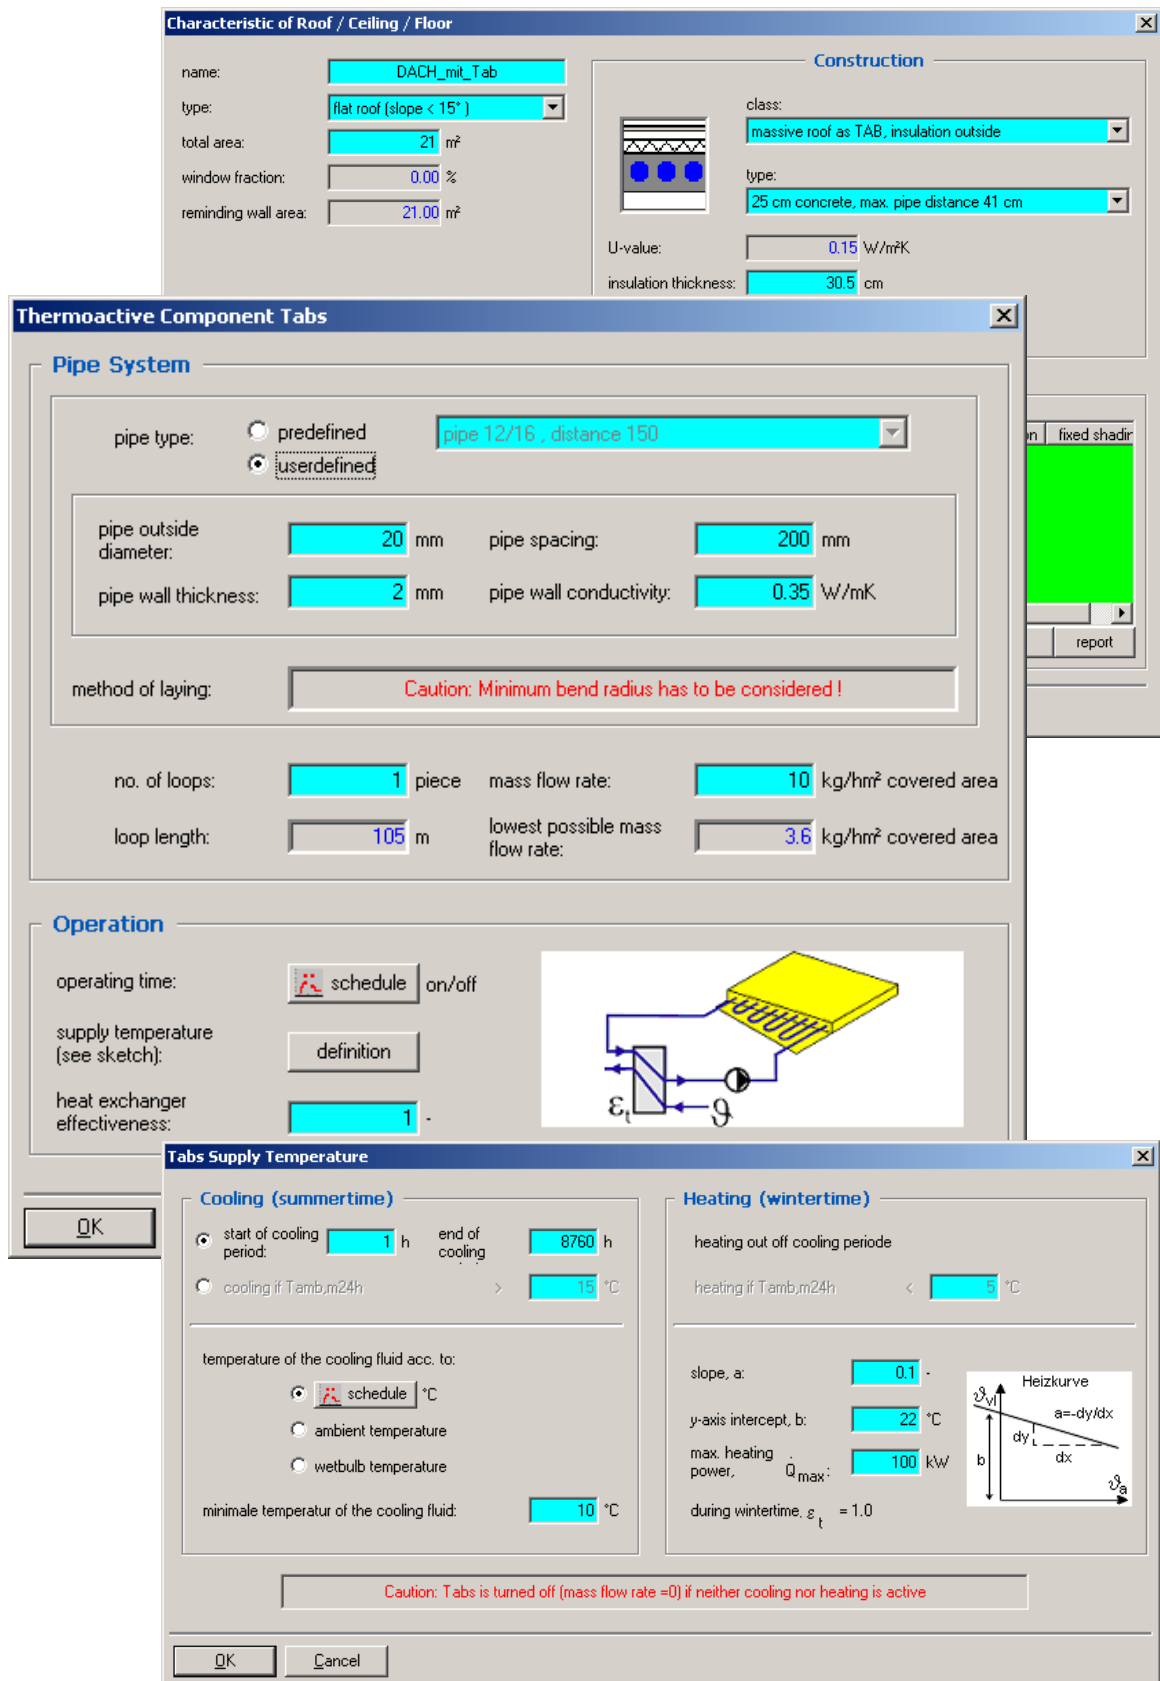 Characteristic of Roof / Ceiling / Floor
name: DACH_mit_Tab
type: flat roof (slope < 15° )
total area: 21 m²
window fraction: 0.00 %
reminding wall area: 21.00 m²
Construction
class:
massive roof as TAB, insulation outside
type:
25 cm concrete, max. pipe distance 41 cm
U-value: 0.15 W/m²K
insulation thickness: 30.5 cm
fixed shadin
report
Thermoactive Component Tabs
Pipe System
pipe type: predefined pipe 12/16 , distance 150
userdefined
pipe outside
diameter: 20 mm pipe spacing: 200 mm
pipe wall thickness: 2 mm pipe wall conductivity: 0.35 W/mK
method of laying: Caution: Minimum bend radius has to be considered !
no. of loops: 1 piece mass flow rate: 10 kg/hm² covered area
loop length: 105 m lowest possible mass
flow rate: 3.6 kg/hm² covered area
Operation
operating time: schedule on/off
supply temperature
(see sketch): definition
heat exchanger
effectiveness: 1 -
εt ϑ
OK
Tabs Supply Temperature
Cooling (summertime)
start of cooling
period: 1 h end of
cooling 8760 h
cooling if Tamb,m24h > 15 °C
temperature of the cooling fluid acc. to:
schedule °C
ambient temperature
wetbulb temperature
minimale temperatur of the cooling fluid: 10 °C
Heating (wintertime)
heating out off cooling periode
heating if Tamb,m24h < 5 °C
slope, a: 0.1 -
y-axis intercept, b: 22 °C
max. heating
power, Q̇max: 100 kW
during wintertime, εt = 1.0
Heizkurve
ϑvl
a=-dy/dx
dy
dx
b
ϑa
Caution: Tabs is turned off (mass flow rate =0) if neither cooling nor heating is active
OK Cancel